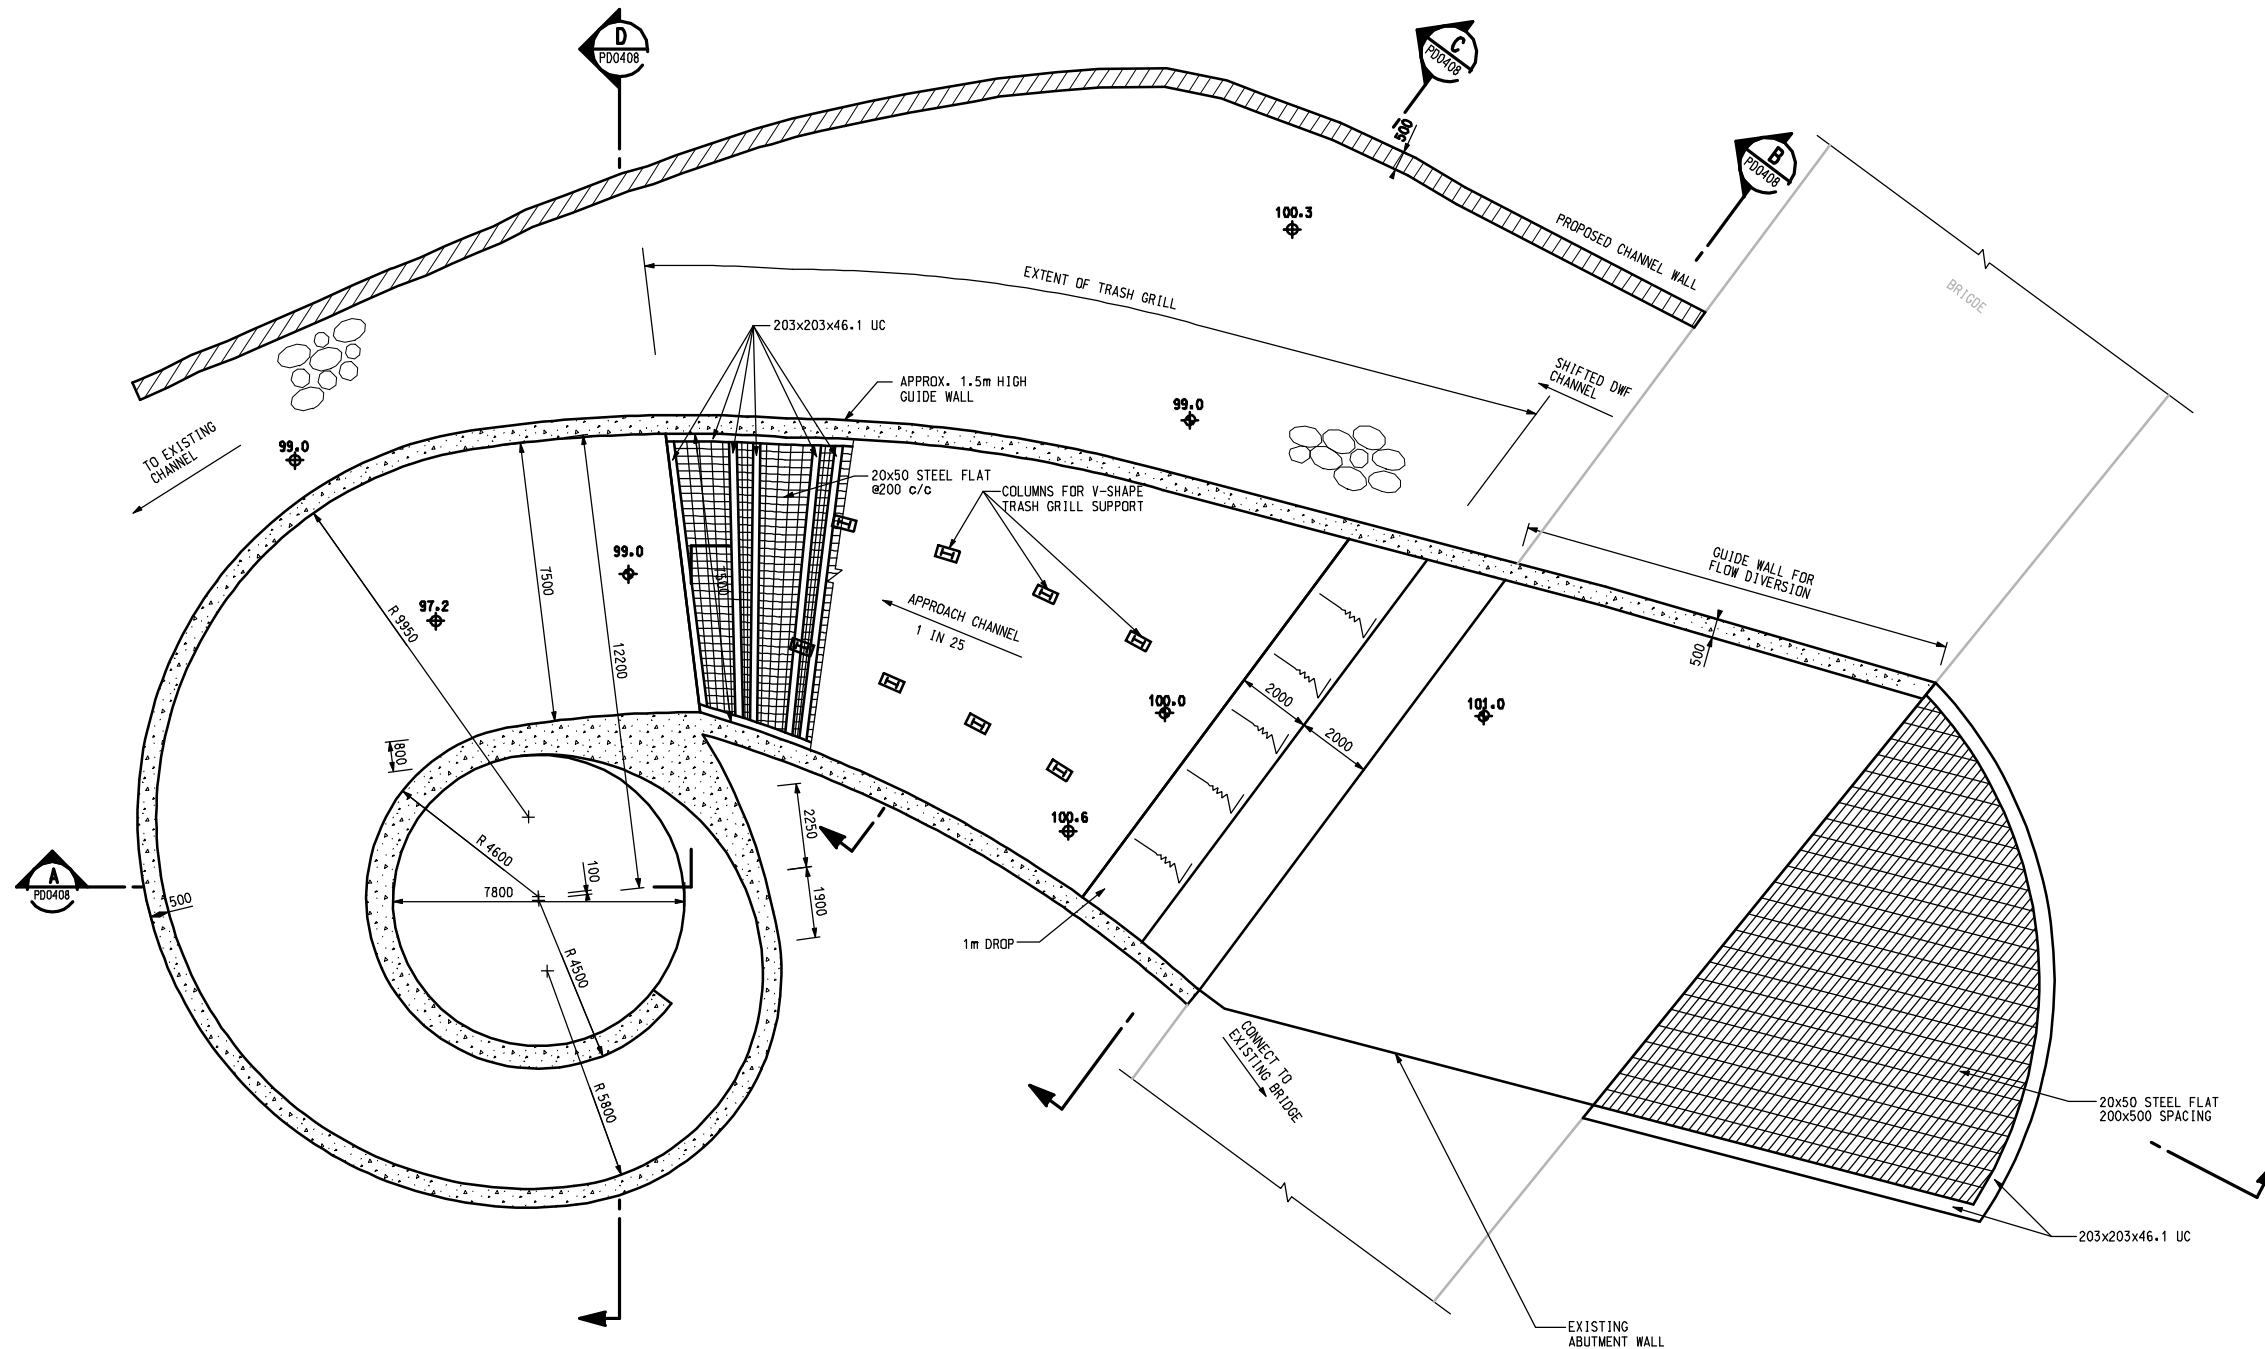 D
PD0408
C
PD0408
B
PD0408
500
PROPOSED CHANNEL WALL
100.3
BRIGDE
EXTENT OF TRASH GRILL
203x203x46.1 UC
SHIFTED DWF
CHANNEL
APPROX. 1.5m HIGH
GUIDE WALL
99.0
TO EXISTING
CHANNEL
99.0
20x50 STEEL FLAT
@200 c/c
COLUMNS FOR V-SHAPE
TRASH GRILL SUPPORT
GUIDE WALL FOR
FLOW DIVERSION
99.0
7500
7500
97.2
R 9950
12200
APPROACH CHANNEL
1 IN 25
500
100.0
2000
2000
101.0
800
2250
100.6
R 4600
100
A
PD0408
500
7800
1900
1m DROP
R 4500
CONNECT TO
EXISTING BRIDGE
R 5800
20x50 STEEL FLAT
200x500 SPACING
203x203x46.1 UC
EXISTING
ABUTMENT WALL